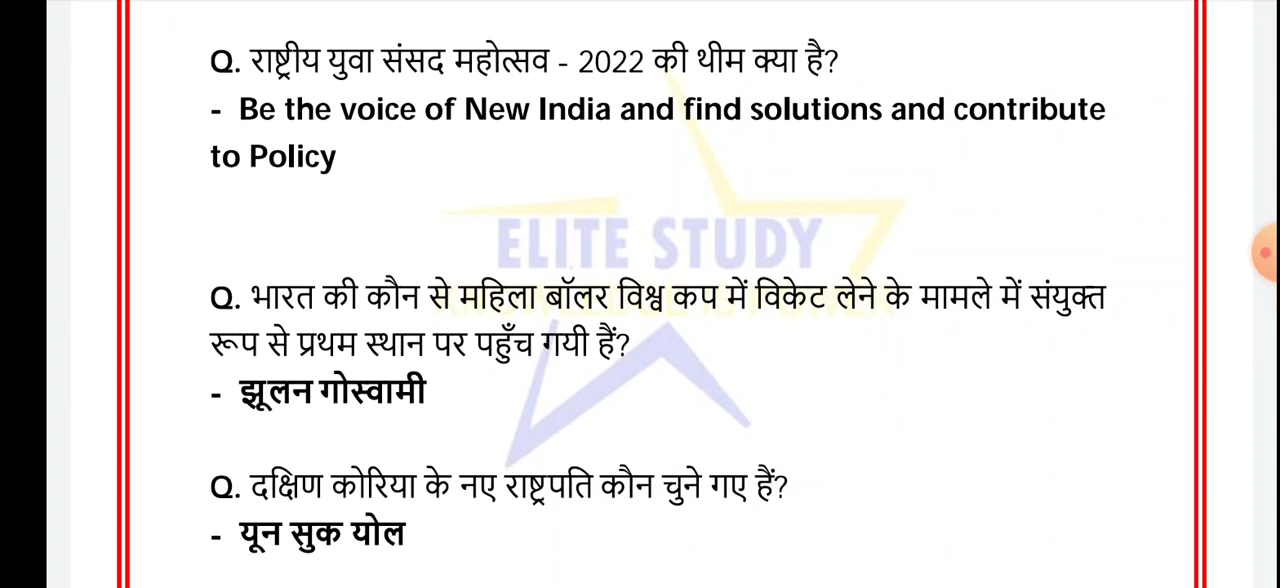 Q. राष्ट्रीय युवा संसद महोत्सव - 2022 की थीम क्या है?
- Be the voice of New India and find solutions and contribute
to Policy
ELITE STUDY
Q. भारत की कौन से महिला बॉलर विश्व कप में विकेट लेने के मामले में संयुक्त
रूप से प्रथम स्थान पर पहुँच गयी हैं?
- झूलन गोस्वामी
Q. दक्षिण कोरिया के नए राष्ट्रपति कौन चुने गए हैं?
- यून सुक योल